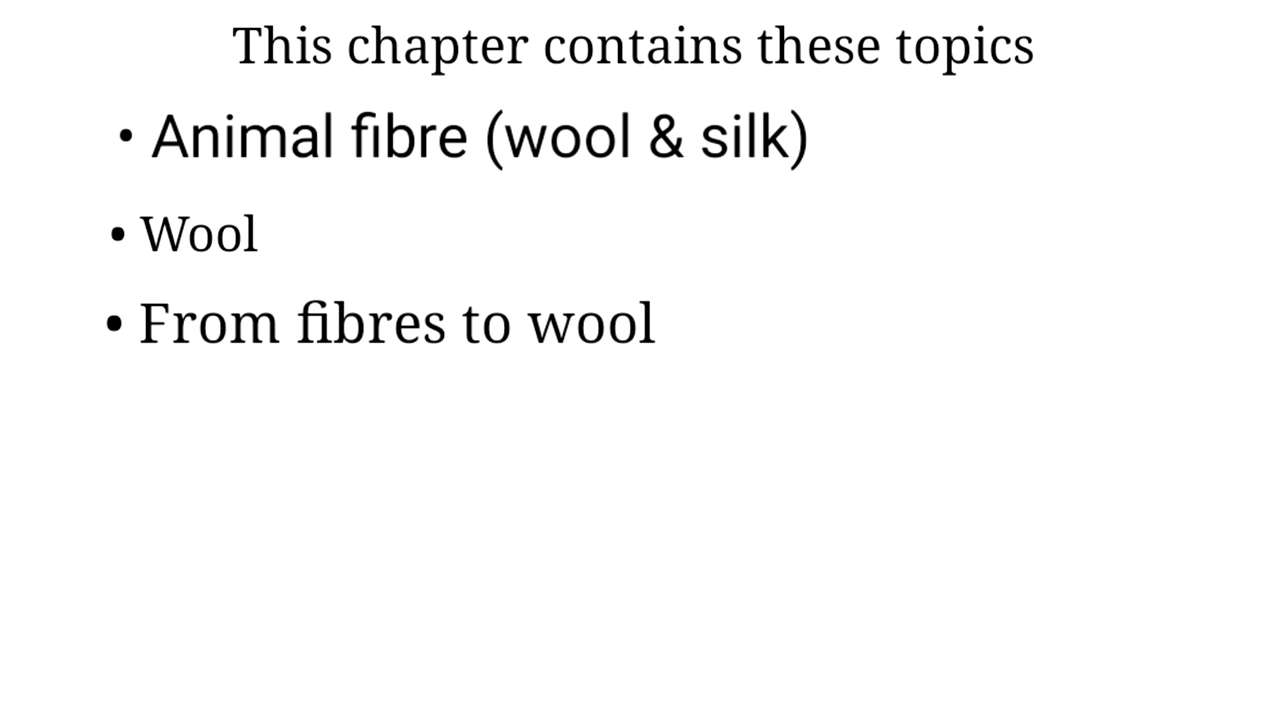 This chapter contains these topics
• Animal fibre (wool & silk)
• Wool
• From fibres to wool